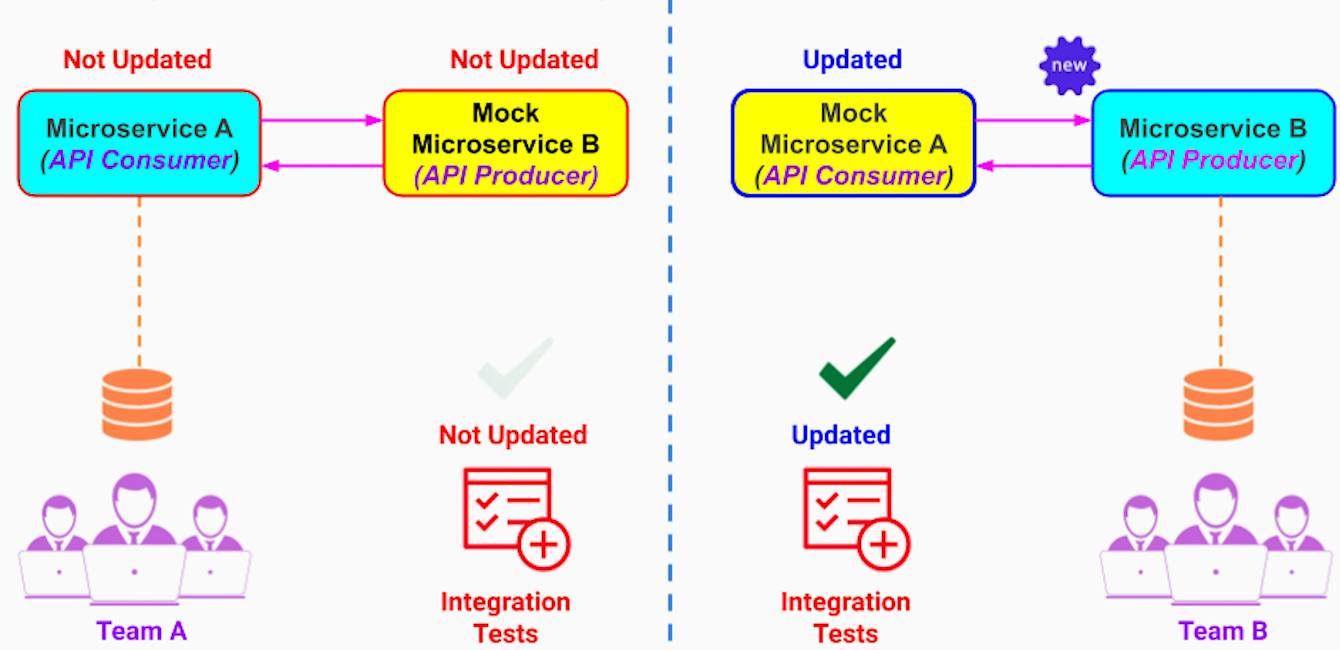 Not Updated
Not Updated
Microservice A
(API Consumer)
Mock
Microservice B
(API Producer)
Not Updated
Integration
Tests
Team A
Updated
new
Mock
Microservice A
(API Consumer)
Microservice B
(API Producer)
Updated
Integration
Tests
Team B